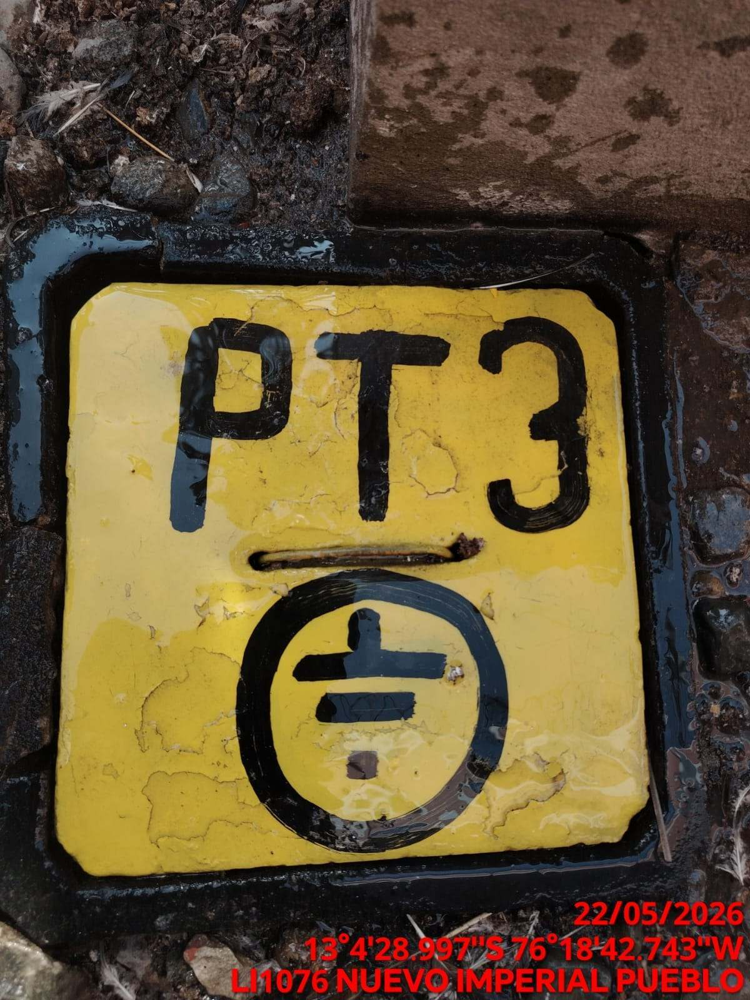 PT3
22/05/2026
13°4'28.997"S 76°18'42.743"W
LI1076 NUEVO IMPERIAL PUEBLO